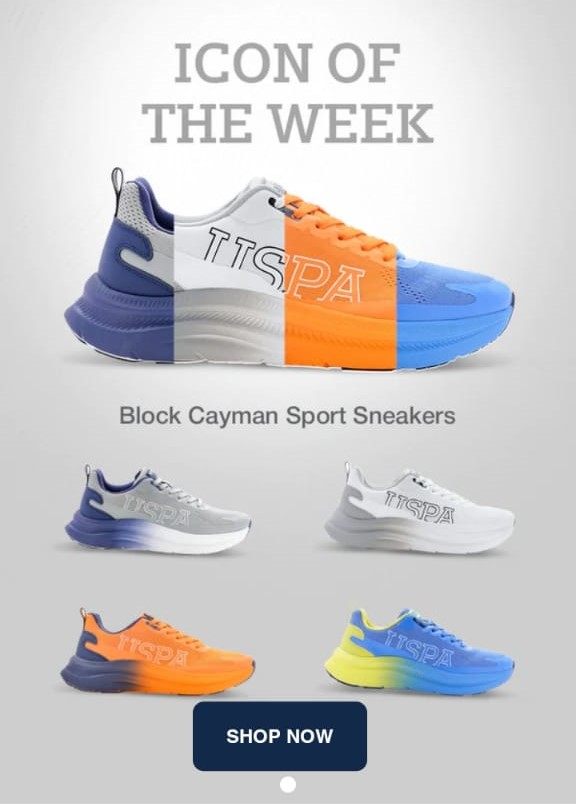 ICON OF
THE WEEK
USPA
Block Cayman Sport Sneakers
USPA
USPA
USPA
USPA
SHOP NOW